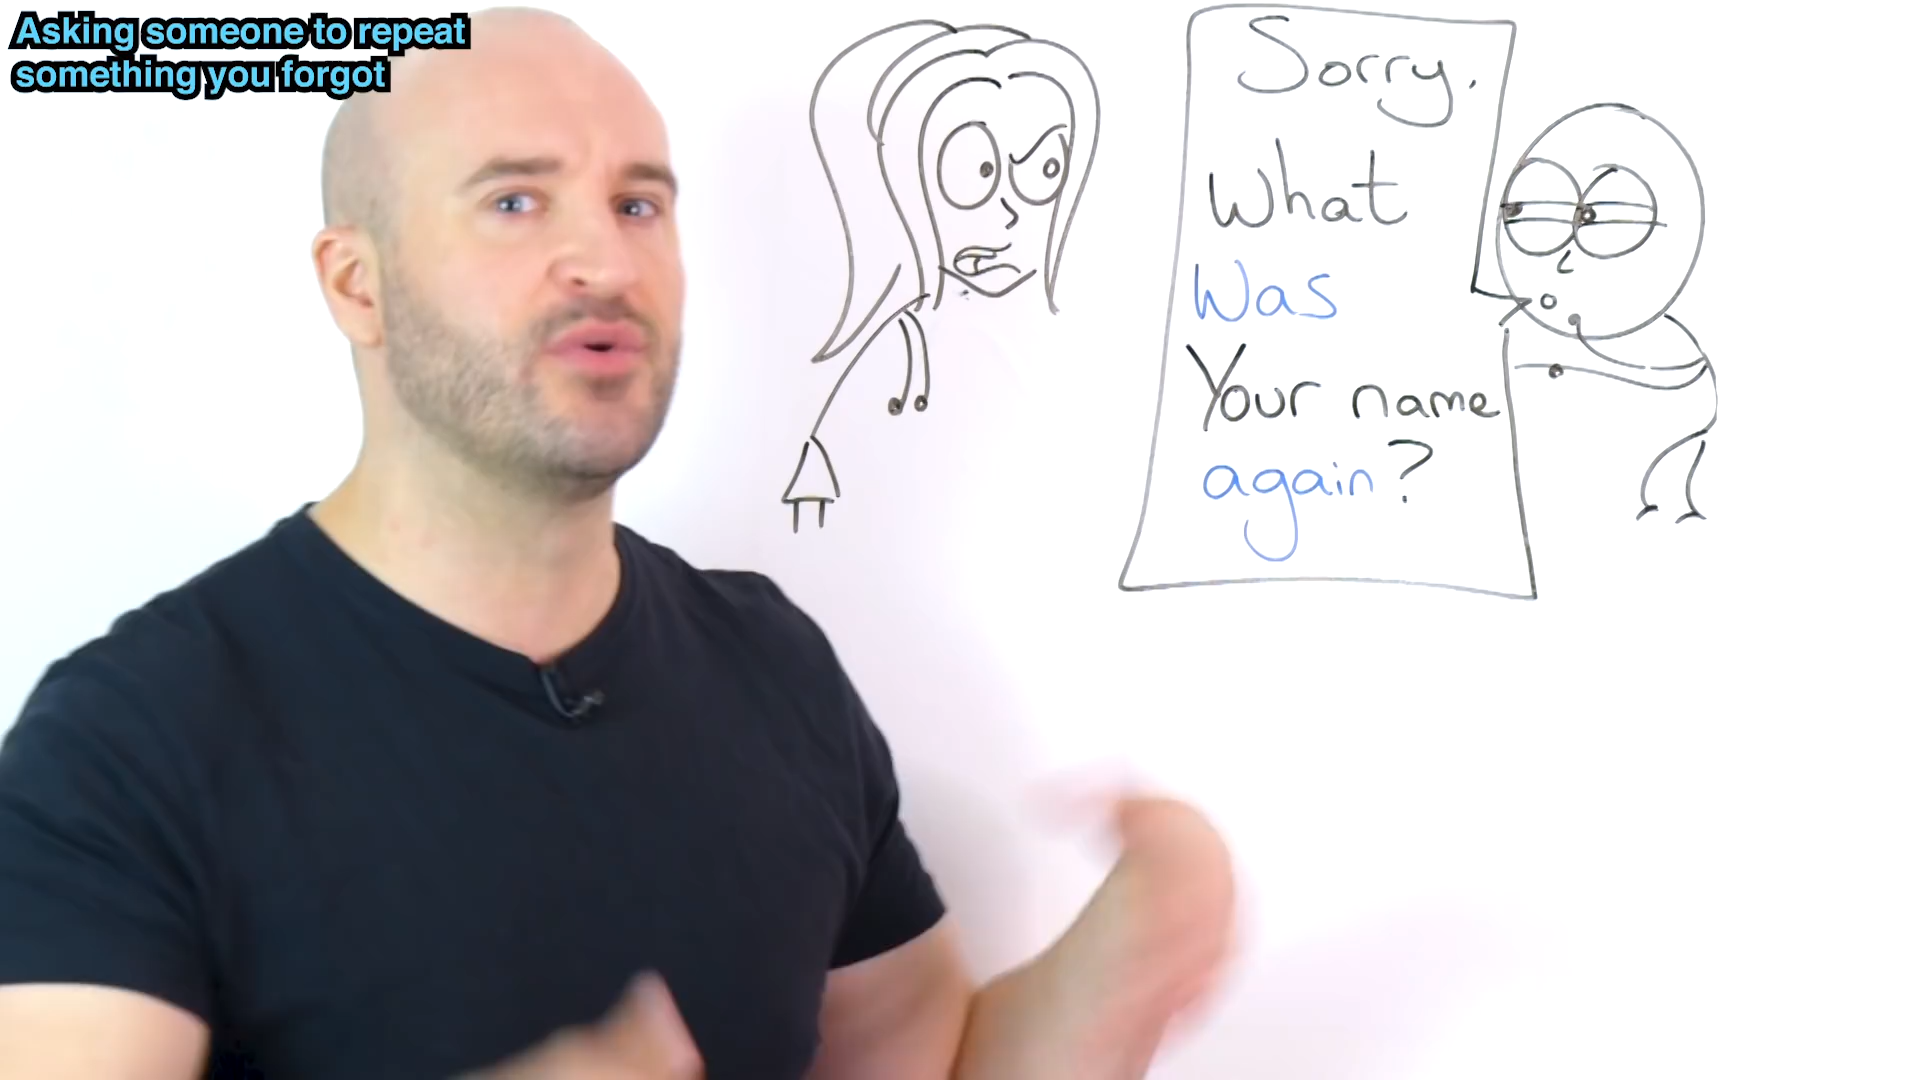 Asking someone to repeat
something you forgot
Sorry.
What
Was
Your name
again?